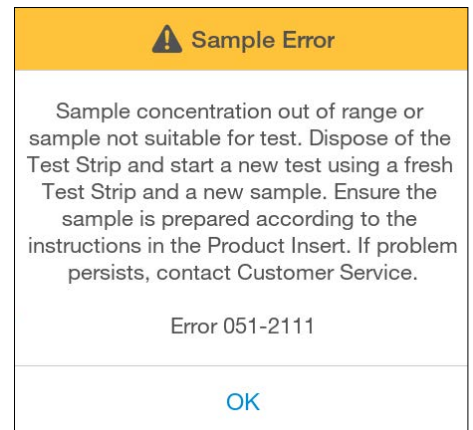 Sample Error
Sample concentration out of range or
sample not suitable for test. Dispose of the
Test Strip and start a new test using a fresh
Test Strip and a new sample. Ensure the
sample is prepared according to the
instructions in the Product Insert. If problem
persists, contact Customer Service.
Error 051-2111
OK